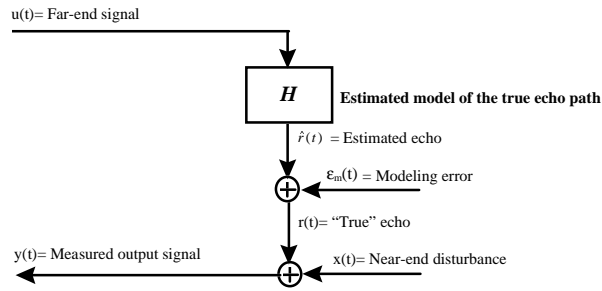 u(t)= Far-end signal
H
Estimated model of the true echo path
r̂(t) = Estimated echo
εm(t) = Modeling error
r(t)= “True” echo
y(t)= Measured output signal
x(t)= Near-end disturbance